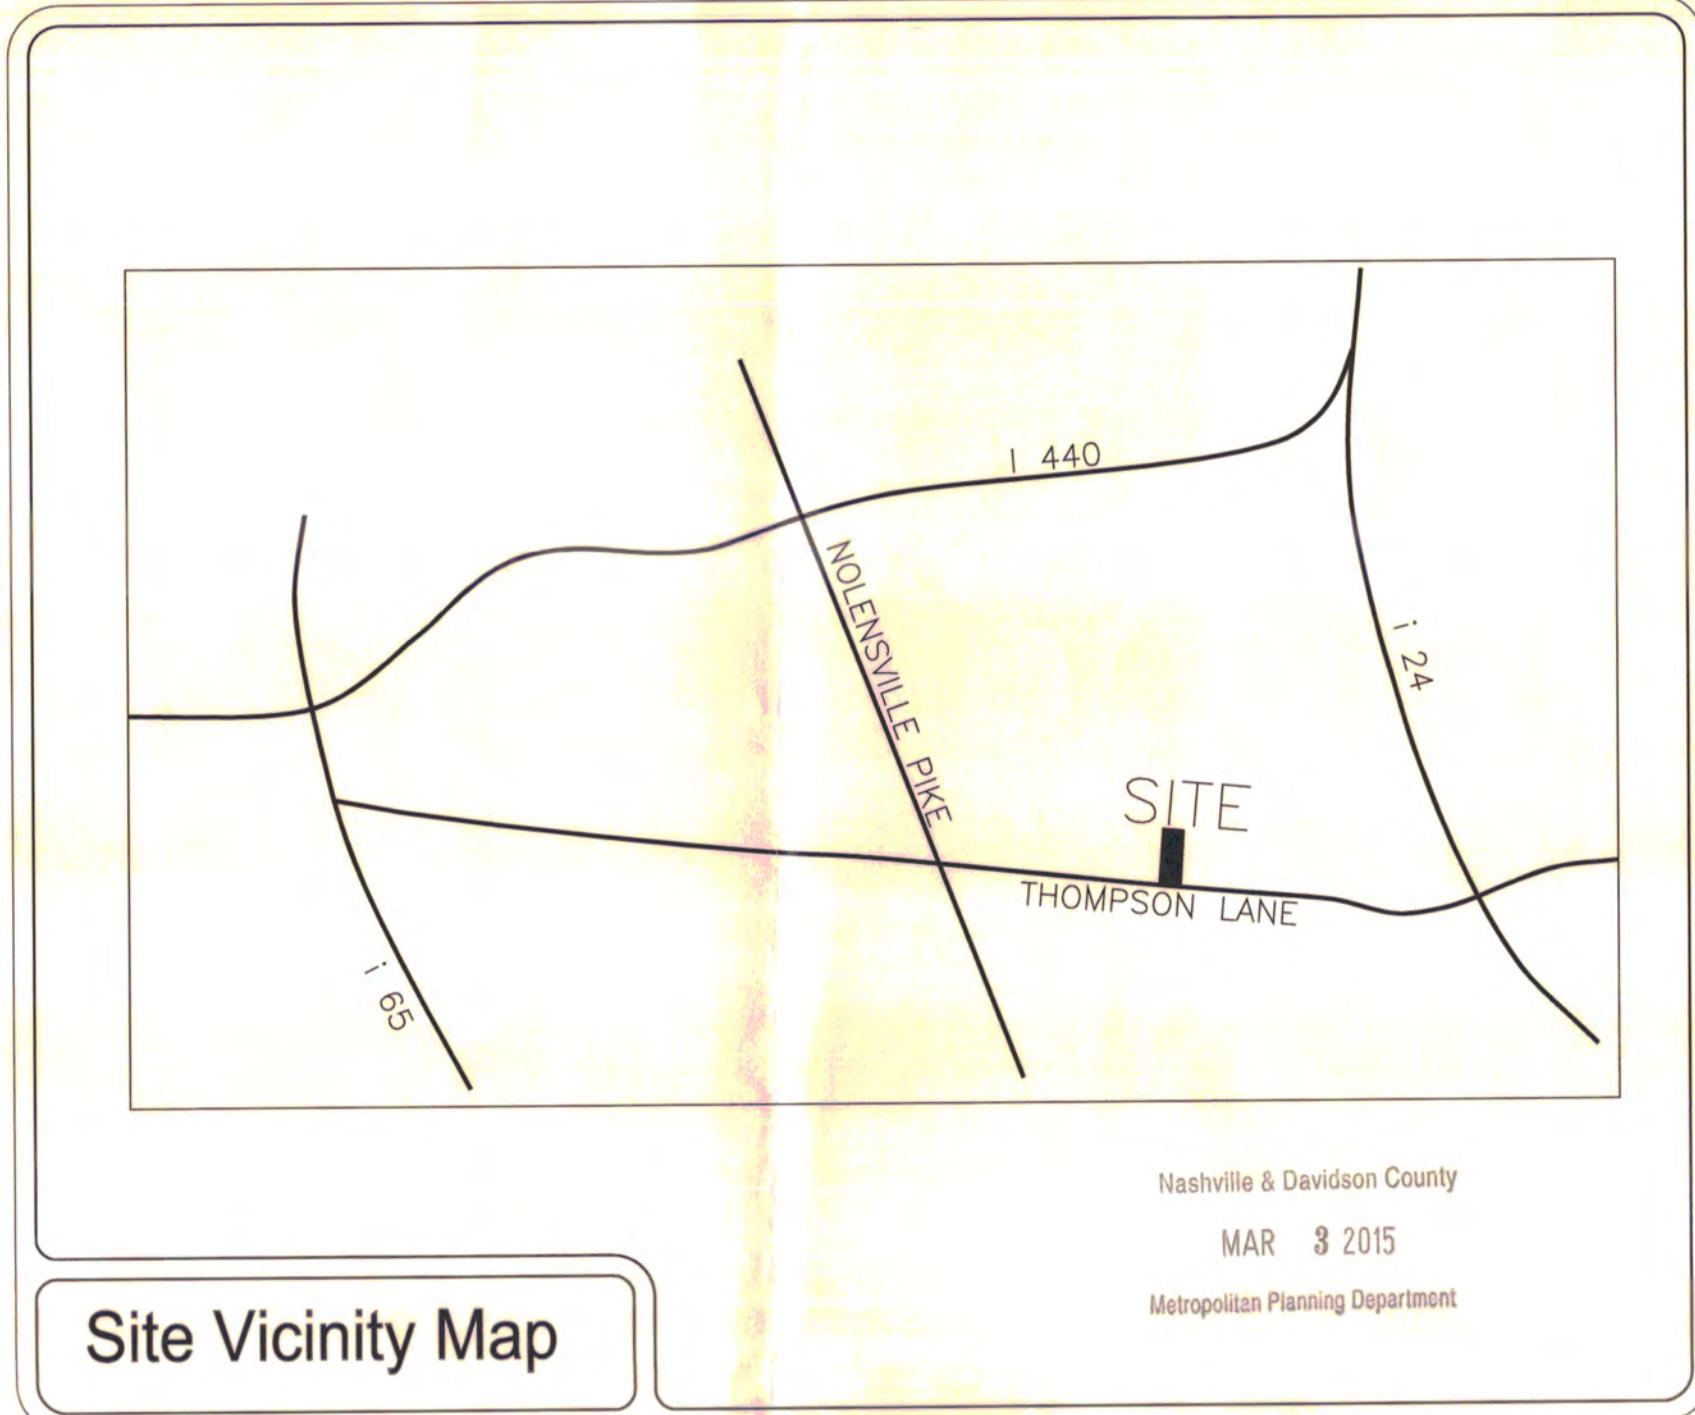 I 440
NOLENSVILLE PIKE
i 24
SITE
THOMPSON LANE
i 65
Nashville & Davidson County
MAR 3 2015
Metropolitan Planning Department
Site Vicinity Map